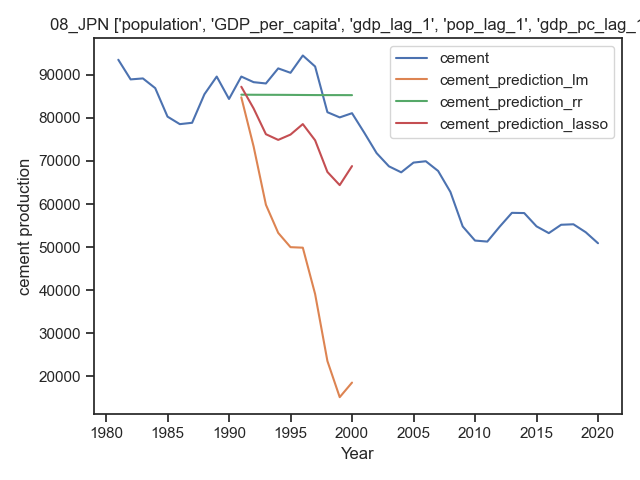 08_JPN ['population', 'GDP_per_capita', 'gdp_lag_1', 'pop_lag_1', 'gdp_pc_lag_1
cement
cement_prediction_lm
cement_prediction_rr
cement_prediction_lasso
90000
80000
70000
60000
50000
40000
30000
20000
cement production
1980 1985 1990 1995 2000 2005 2010 2015 2020
Year